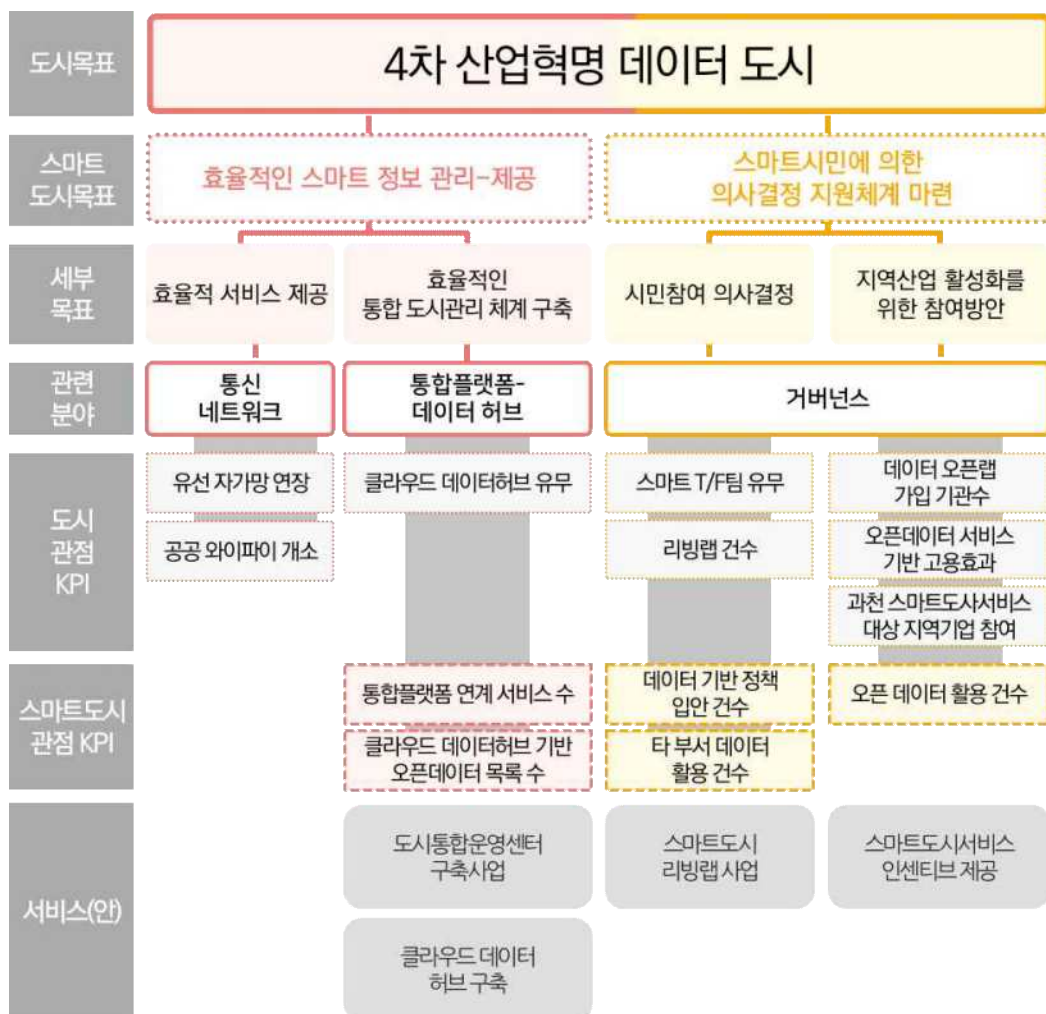 도시목표
4차 산업혁명 데이터 도시
스마트
도시목표
효율적인 스마트 정보 관리-제공
스마트시민에 의한
의사결정 지원체계 마련
세부
목표
효율적 서비스 제공
효율적인
통합 도시관리 체계 구축
시민참여 의사결정
지역산업 활성화를
위한 참여방안
관련
분야
통신
네트워크
통합플랫폼-
데이터 허브
거버넌스
도시
관점
KPI
유선 자가망 연장
공공 와이파이 개소
클라우드 데이터허브 유무
스마트 T/F팀 유무
리빙랩 건수
데이터 오픈랩
가입 기관수
오픈데이터 서비스
기반 고용효과
과천 스마트도사서비스
대상 지역기업 참여
스마트도시
관점 KPI
통합플랫폼 연계 서비스 수
클라우드 데이터허브 기반
오픈데이터 목록 수
데이터 기반 정책
입안 건수
타 부서 데이터
활용 건수
오픈 데이터 활용 건수
서비스(안)
도시통합운영센터
구축사업
클라우드 데이터
허브 구축
스마트도시
리빙랩 사업
스마트도시서비스
인센티브 제공